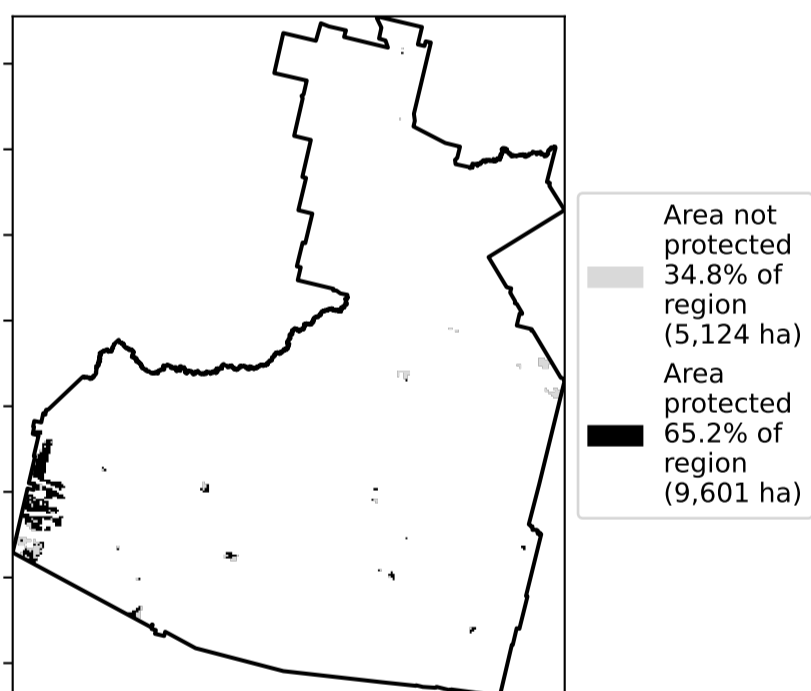 Area not
protected
34.8% of
region
(5,124 ha)
Area
protected
65.2% of
region
(9,601 ha)